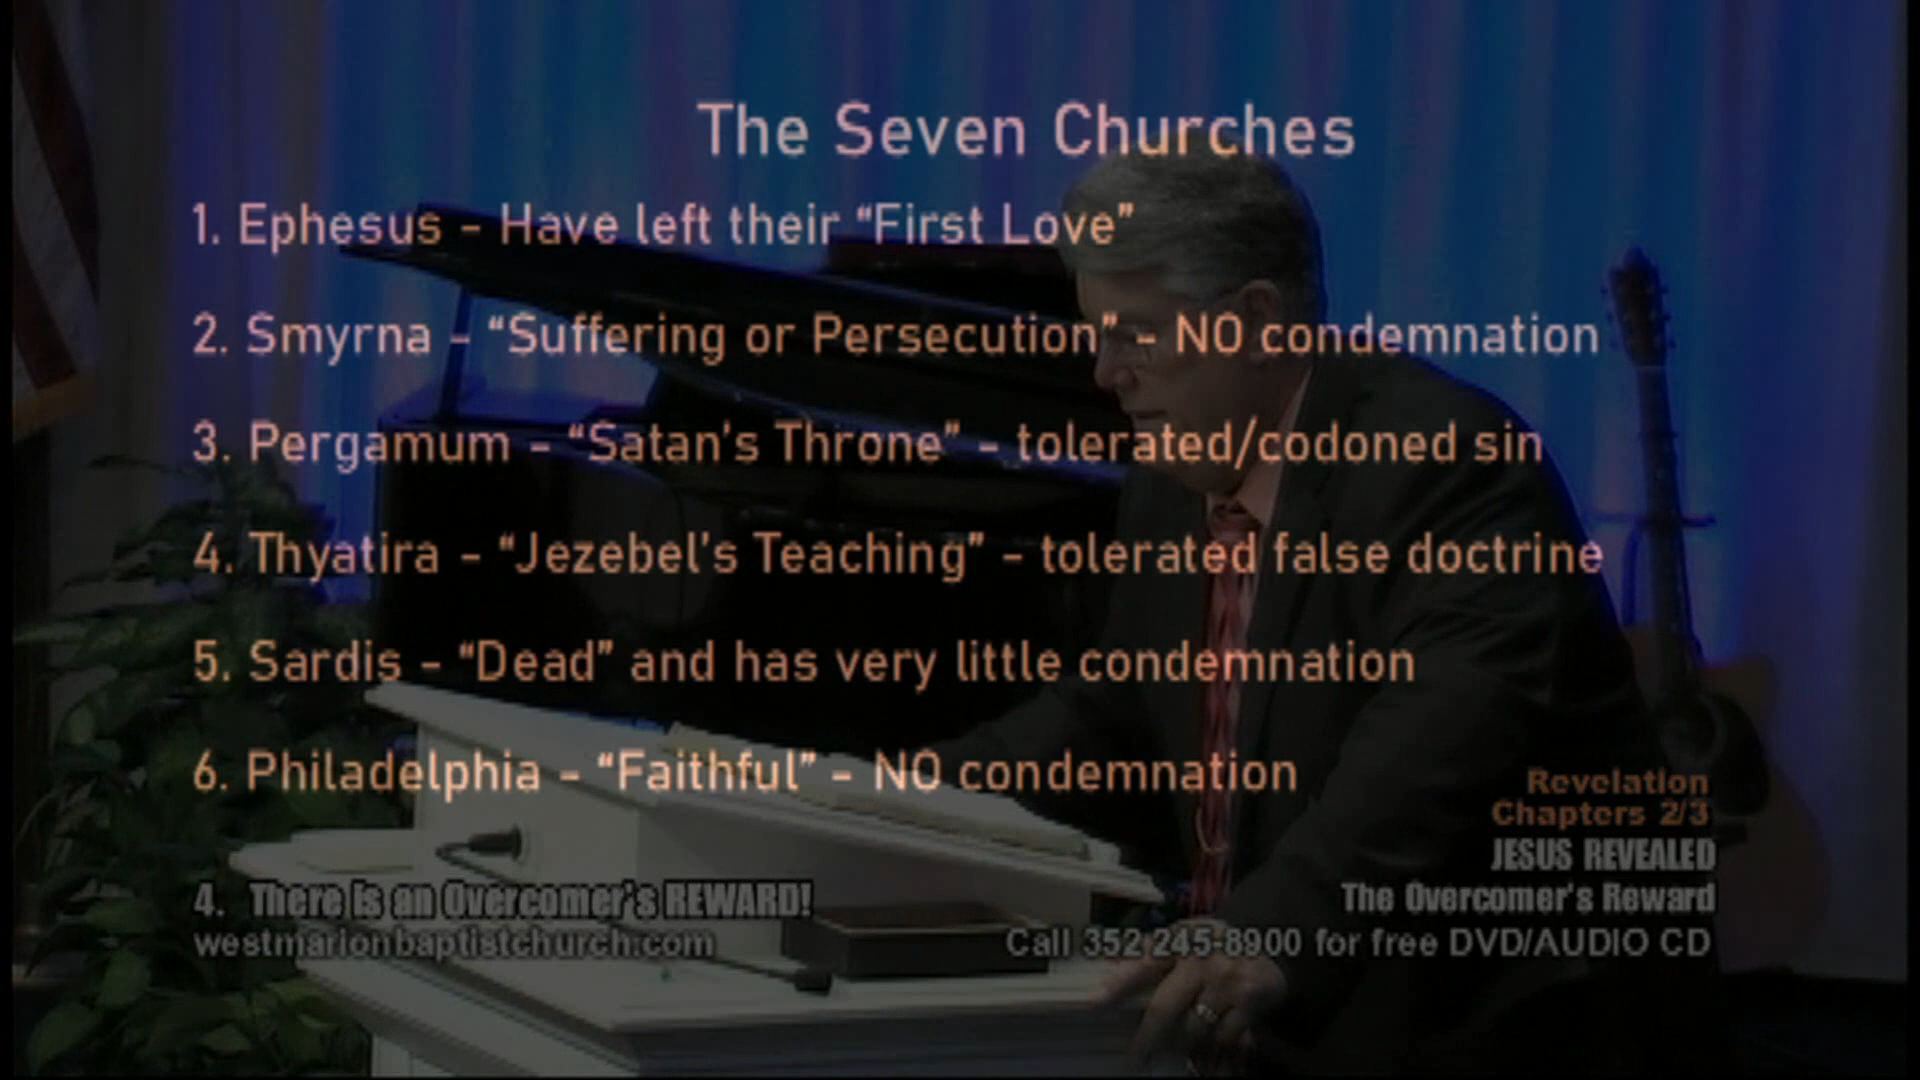 The Seven Churches
1. Ephesus - Have left their “First Love”
2. Smyrna - “Suffering or Persecution” - NO condemnation
3. Pergamum - “Satan’s Throne” - tolerated/codoned sin
4. Thyatira - “Jezebel’s Teaching” - tolerated false doctrine
5. Sardis - “Dead” and has very little condemnation
6. Philadelphia - “Faithful” - NO condemnation
Revelation
Chapters 2/3
JESUS REVEALED
The Overcomer's Reward
4. There is an Overcomer's REWARD!
westmarionbaptistchurch.com
Call 352 245-8900 for free DVD/AUDIO CD